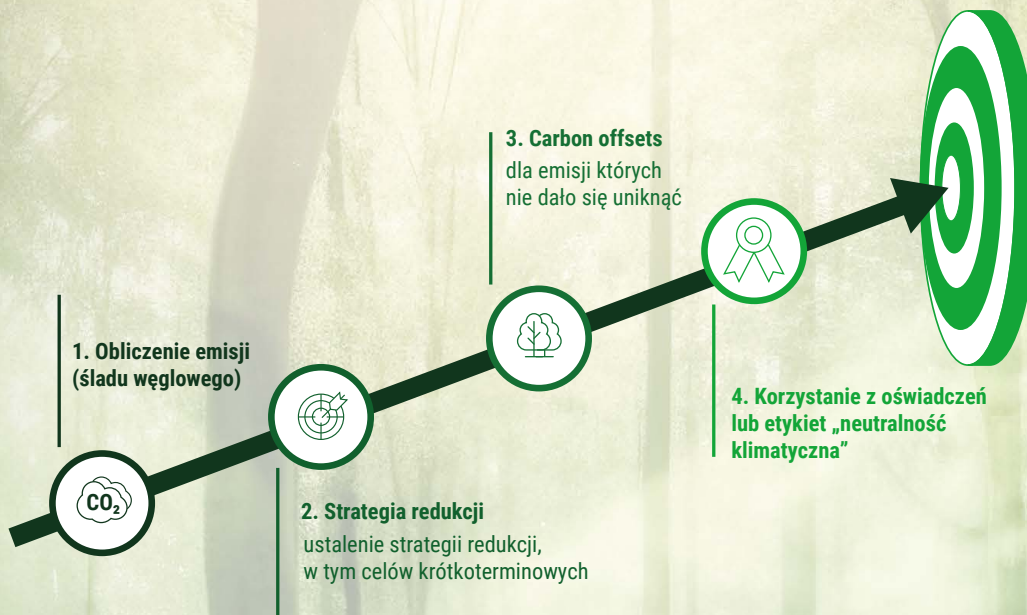 1. Obliczenie emisji
(śladu węglowego)
CO₂
2. Strategia redukcji
ustalenie strategii redukcji,
w tym celów krótkoterminowych
3. Carbon offsets
dla emisji których
nie dało się uniknąć
4. Korzystanie z oświadczeń
lub etykiet „neutralność
klimatyczna”